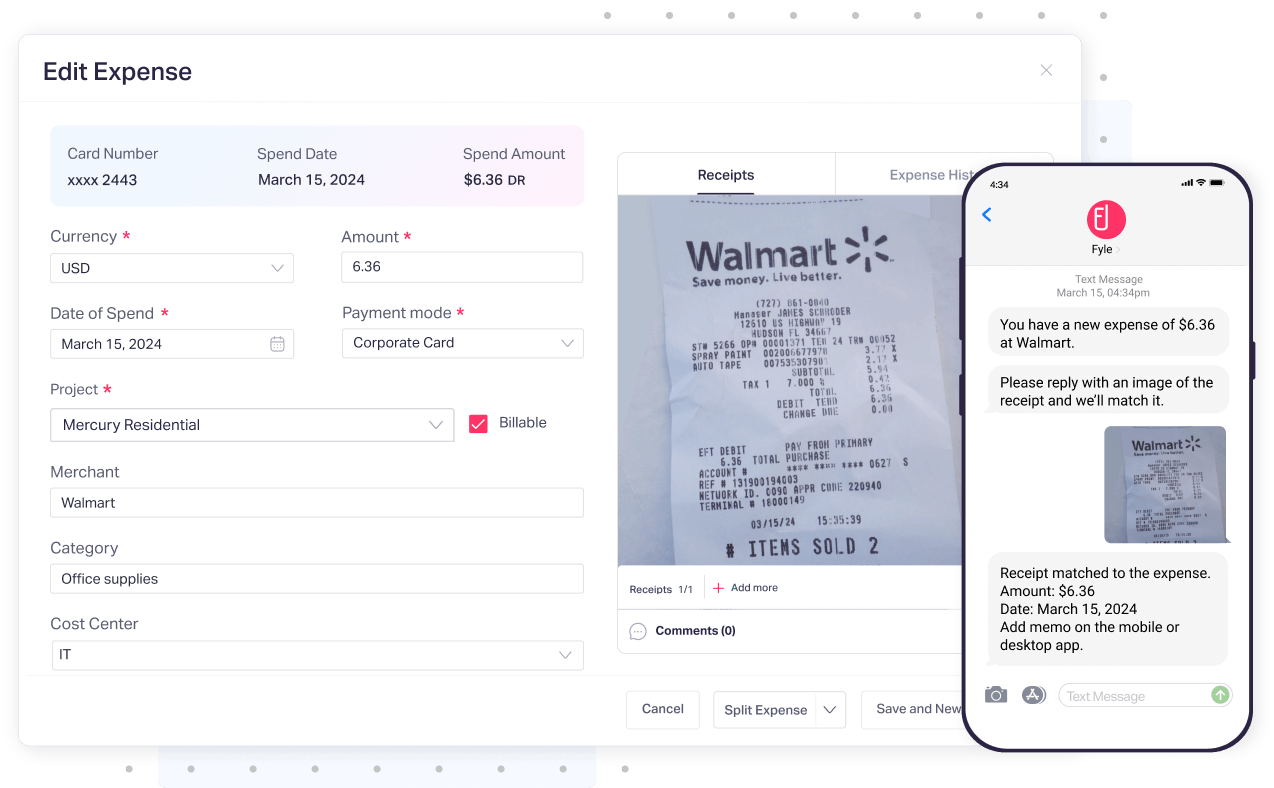 Edit Expense
Card Number
Spend Date
Spend Amount
xxxx 2443
March 15, 2024
$6.36 DR
Currency *
Amount *
USD
6.36
Date of Spend *
Payment mode *
March 15, 2024
Corporate Card
Project *
Mercury Residential
Billable
Merchant
Walmart
Category
Office supplies
Cost Center
IT
Receipts
Expense Hist
Walmart
Save money. Live better.
(727) 861-0840
Manager JAMES SCHRODER
12610 US HIGHWAY 19
HUDSON FL 34667
ST# 5266 OP# 00001371 TE# 24 TR# 00052
SPRAY PAINT 002006677970 3.77 X
AUTO TAPE 007535307901 2.17 X
SUBTOTAL 5.94
TAX 1 7.000 % 0.42
TOTAL 6.36
DEBIT TEND 6.36
CHANGE DUE 0.00
EFT DEBIT PAY FROM PRIMARY
6.36 TOTAL PURCHASE
ACCOUNT # **** **** **** 0627 S
REF # 131900194003
NETWORK ID. 0090 APPR CODE 220940
TERMINAL # 18000149
03/15/24 15:35:39
# ITEMS SOLD 2
Receipts 1/1
+ Add more
Comments (0)
Cancel
Split Expense
Save and New
4:34
Fyle
Text Message
March 15, 04:34pm
You have a new expense of $6.36
at Walmart.
Please reply with an image of the
receipt and we’ll match it.
Walmart
Save money. Live better.
Receipt matched to the expense.
Amount: $6.36
Date: March 15, 2024
Add memo on the mobile or
desktop app.
Text Message